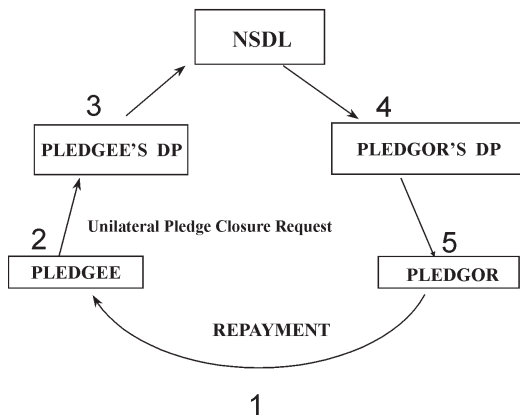 NSDL
3
4
PLEDGEE'S DP
PLEDGOR'S DP
Unilateral Pledge Closure Request
2
5
PLEDGEE
PLEDGOR
REPAYMENT
1